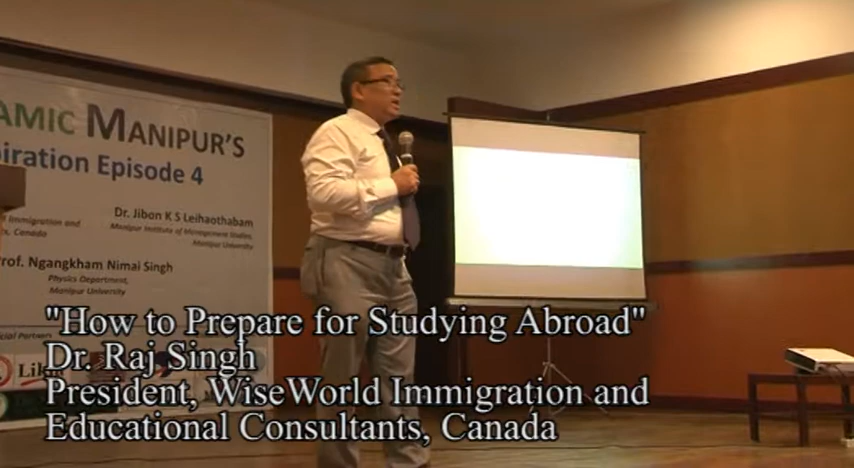 AMIC MANIPUR'S
iration Episode 4
Immigration and
Canada
Dr. Jibon K S Leihaothabam
Manipur Institute of Management Studies,
Manipur University
Prof. Ngangkham Nimai Singh
Physics Department,
Manipur University
Partners
"How to Prepare for Studying Abroad"
Dr. Raj Singh
President, WiseWorld Immigration and
Educational Consultants, Canada